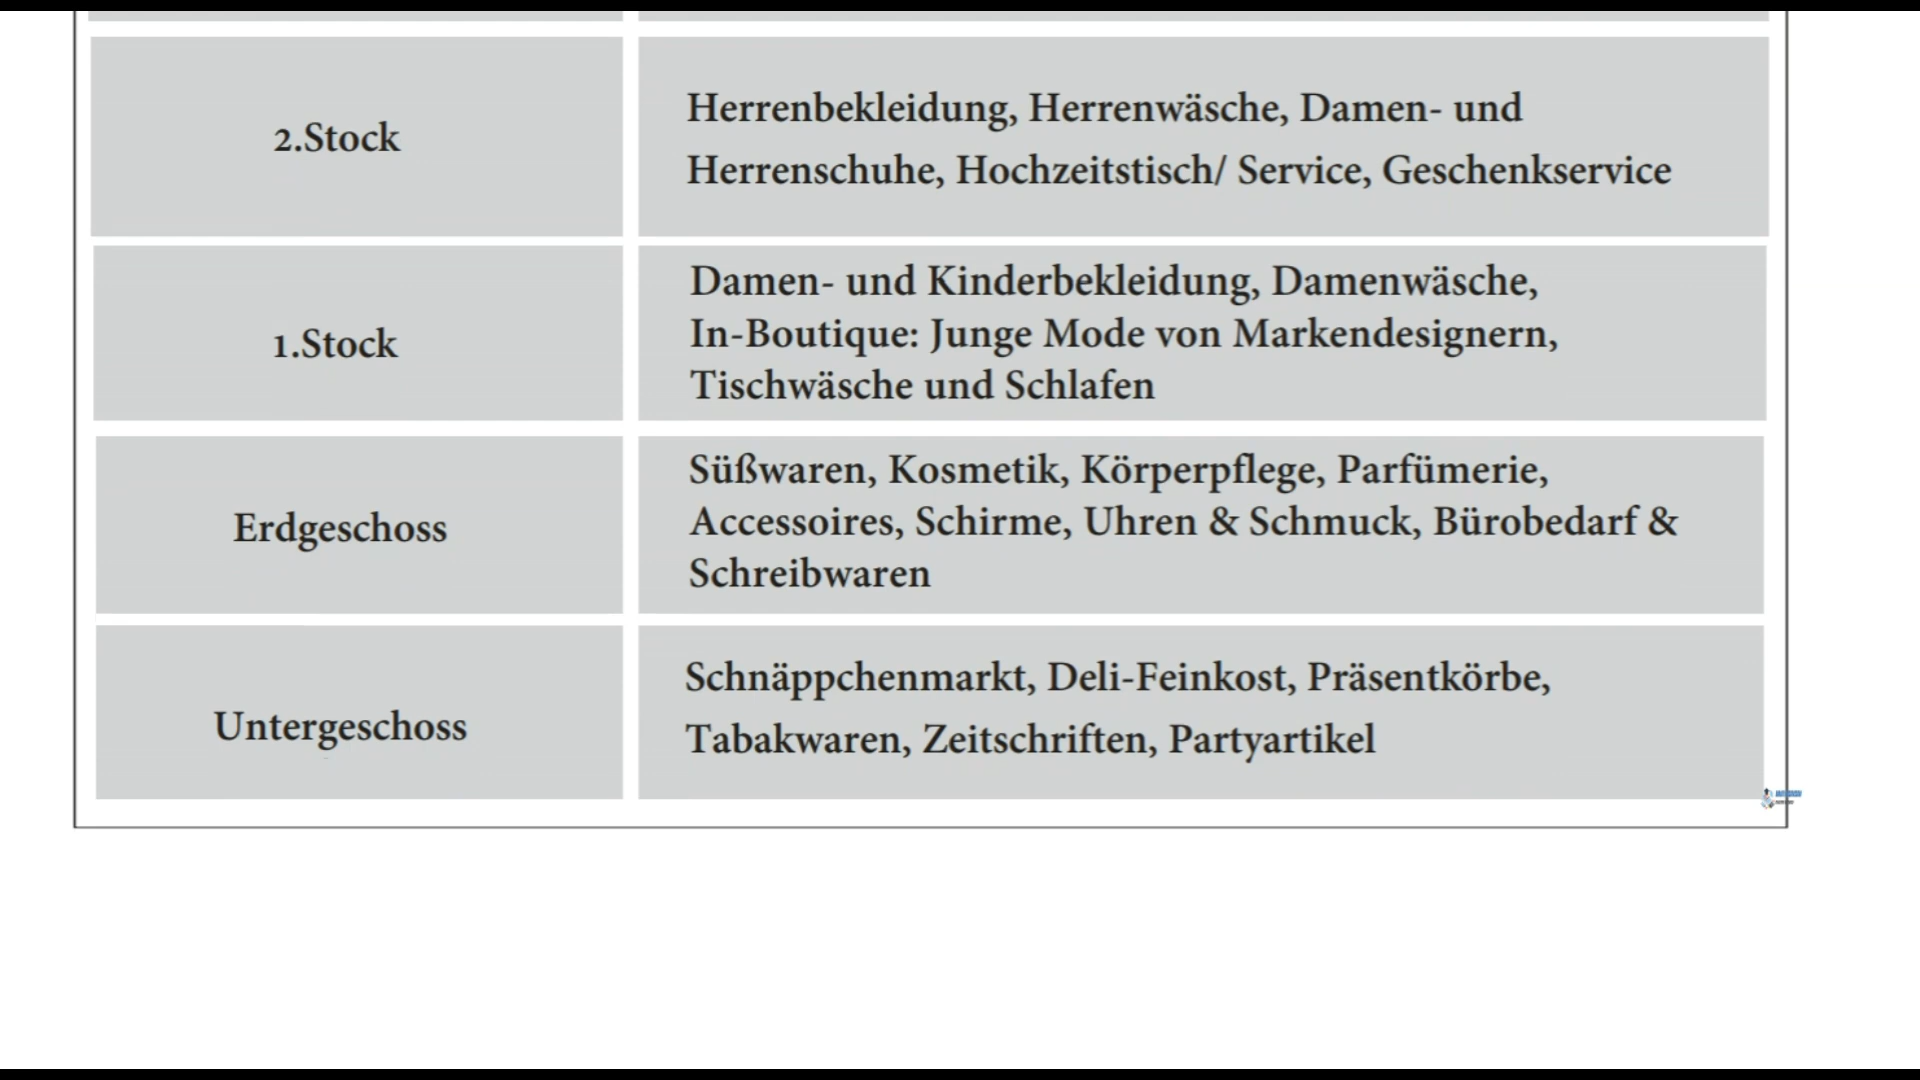 2.Stock
Herrenbekleidung, Herrenwäsche, Damen- und
Herrenschuhe, Hochzeitstisch/ Service, Geschenkservice
1.Stock
Damen- und Kinderbekleidung, Damenwäsche,
In-Boutique: Junge Mode von Markendesignern,
Tischwäsche und Schlafen
Erdgeschoss
Süßwaren, Kosmetik, Körperpflege, Parfümerie,
Accessoires, Schirme, Uhren & Schmuck, Bürobedarf &
Schreibwaren
Untergeschoss
Schnäppchenmarkt, Deli-Feinkost, Präsentkörbe,
Tabakwaren, Zeitschriften, Partyartikel